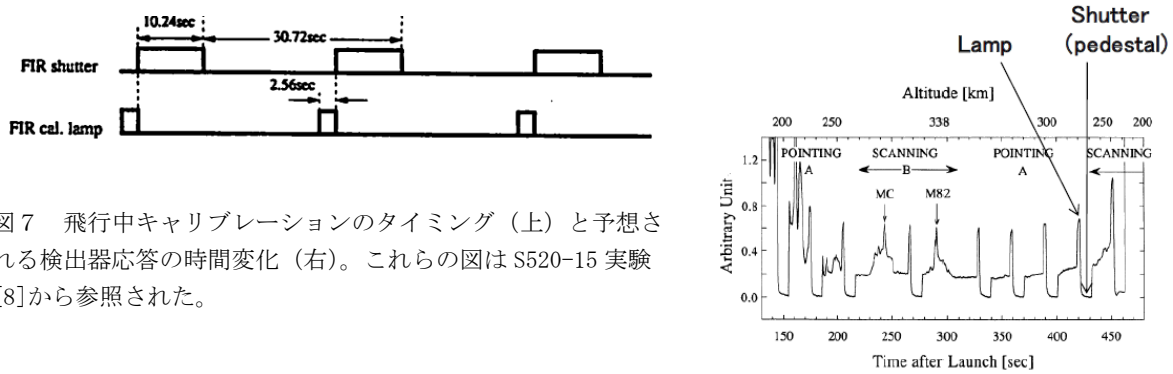 10.24sec
30.72sec
FIR shutter
2.56sec
FIR cal. lamp
図7 飛行中キャリブレーションのタイミング(上)と予想さ
れる検出器応答の時間変化(右)。これらの図は S520-15 実験
[8]から参照された。
Shutter
Lamp (pedestal)
Altitude [km]
200 250 338 300 250 200
POINTING SCANNING POINTING SCANNING
A B A
MC M82
Arbitrary Unit
1.2
0.8
0.4
0.0
150 200 250 300 350 400 450
Time after Launch [sec]